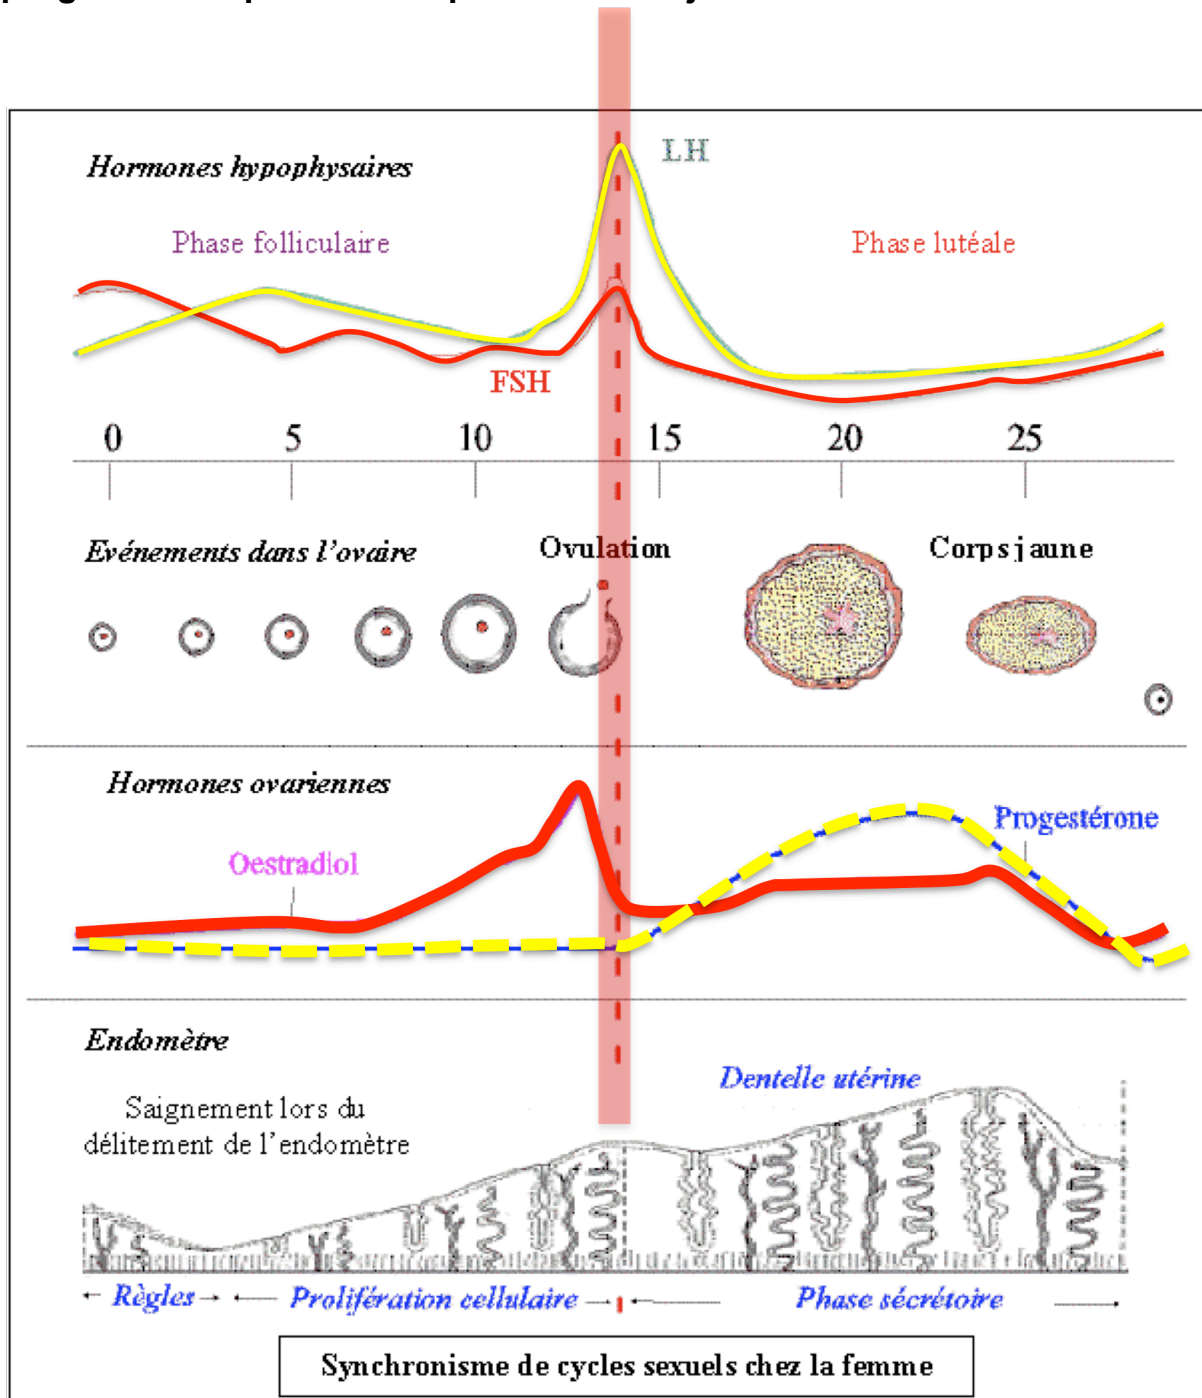 Hormones hypophysaires
LH
Phase folliculaire
Phase lutéale
FSH
0 5 10 15 20 25
Evénements dans l'ovaire
Ovulation
Corps jaune
Hormones ovariennes
Progestérone
Oestradiol
Endomètre
Dentelle utérine
Saignement lors du
délitement de l'endomètre
Règles
Prolifération cellulaire
Phase sécrétoire
Synchronisme de cycles sexuels chez la femme